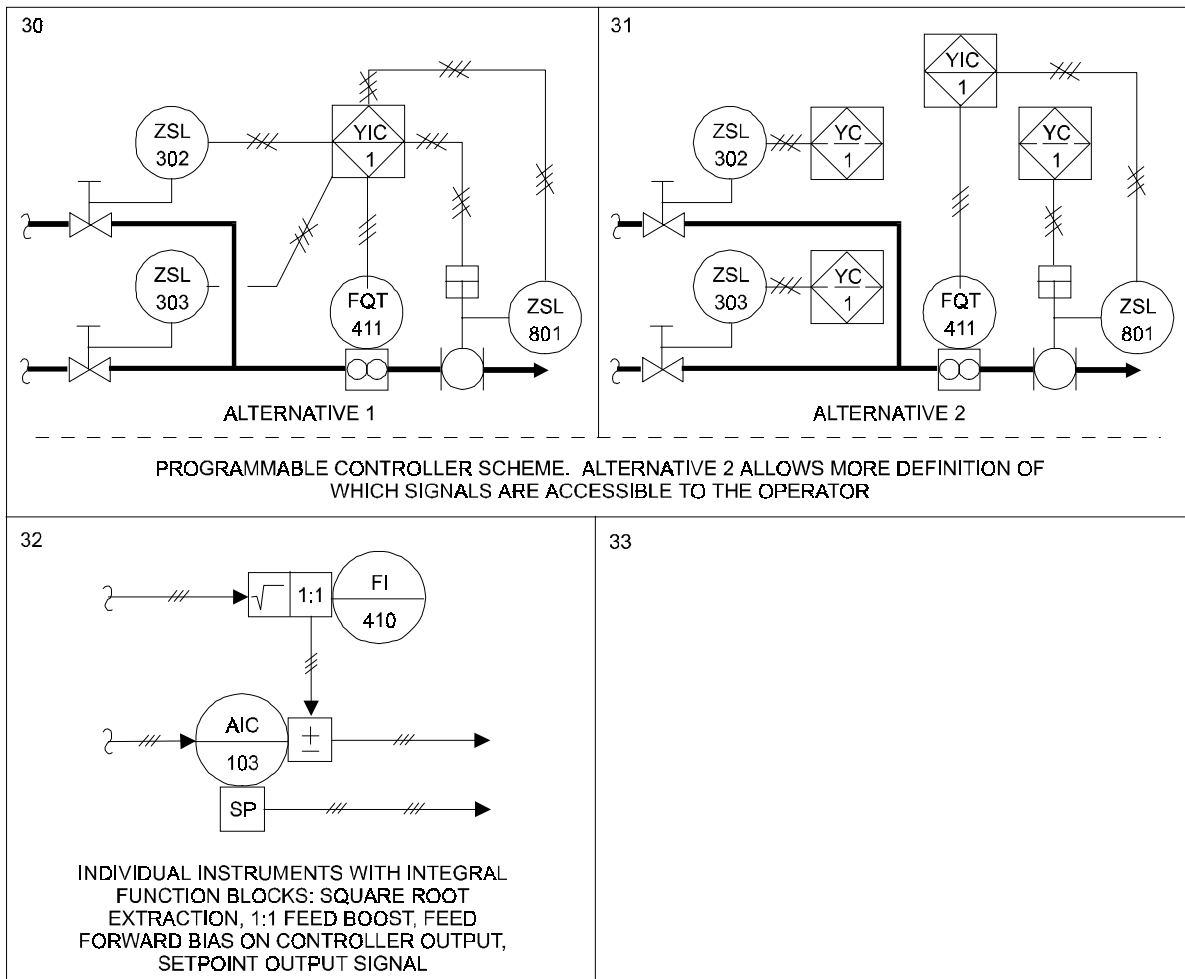 30
YIC
1
ZSL
302
ZSL
303
FQT
411
ZSL
801
ALTERNATIVE 1
31
YIC
1
ZSL
302
YC
1
YC
1
ZSL
303
YC
1
FQT
411
ZSL
801
ALTERNATIVE 2
PROGRAMMABLE CONTROLLER SCHEME. ALTERNATIVE 2 ALLOWS MORE DEFINITION OF
WHICH SIGNALS ARE ACCESSIBLE TO THE OPERATOR
32
√ 1:1 FI
410
AIC
103
±
SP
INDIVIDUAL INSTRUMENTS WITH INTEGRAL
FUNCTION BLOCKS: SQUARE ROOT
EXTRACTION, 1:1 FEED BOOST, FEED
FORWARD BIAS ON CONTROLLER OUTPUT,
SETPOINT OUTPUT SIGNAL
33